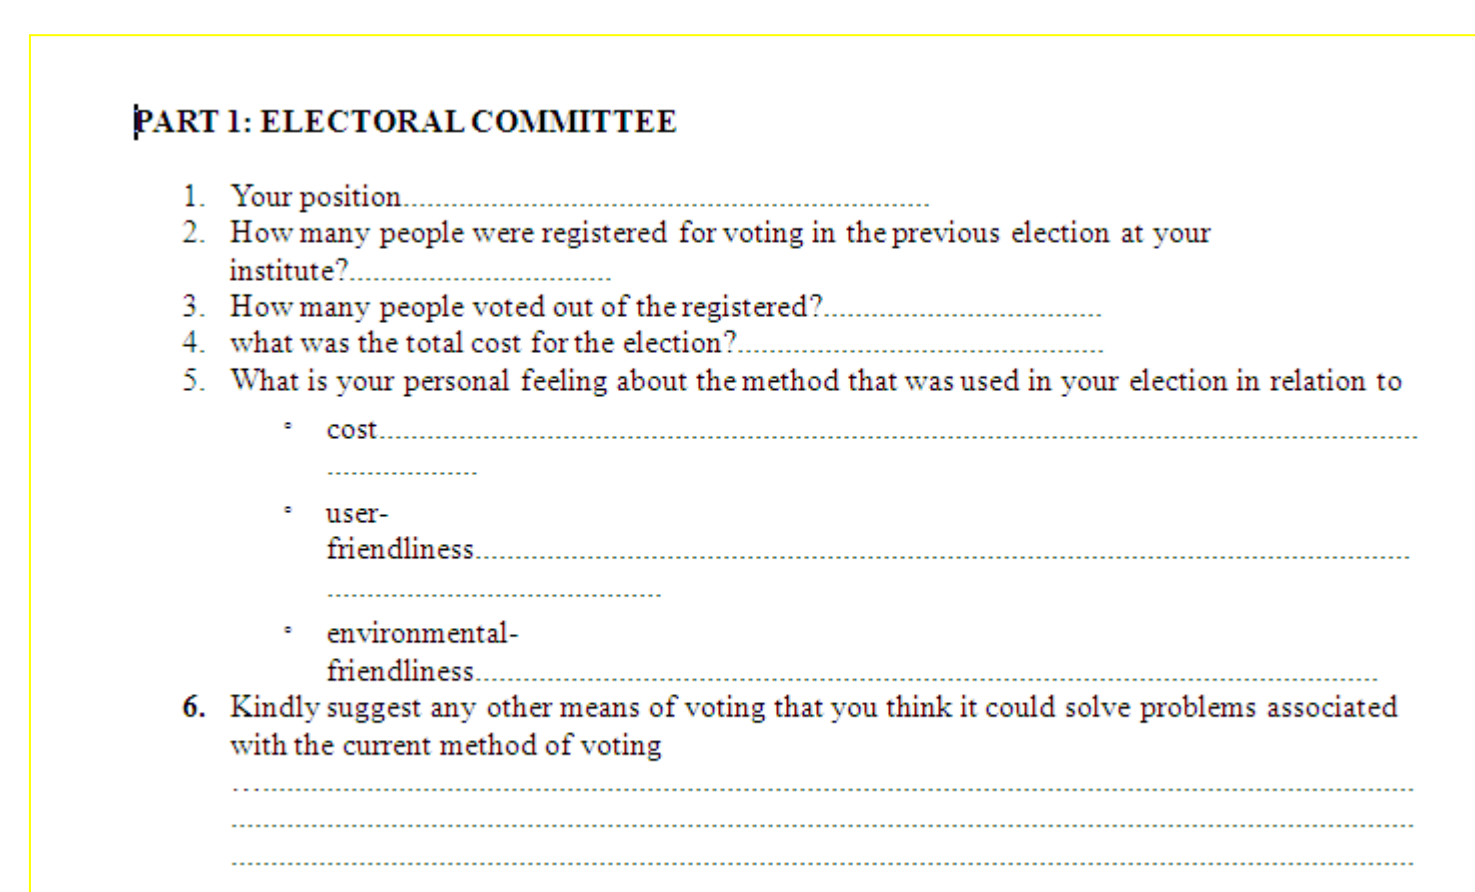 PART 1: ELECTORAL COMMITTEE
1. Your position..................................................................
2. How many people were registered for voting in the previous election at your
institute?.................................
3. How many people voted out of the registered?...................................
4. what was the total cost for the election?..............................................
5. What is your personal feeling about the method that was used in your election in relation to
▫ cost..................................................................................................................................
...................
▫ user-
friendliness.....................................................................................................................
..........................................
▫ environmental-
friendliness.................................................................................................................
6. Kindly suggest any other means of voting that you think it could solve problems associated
with the current method of voting
....................................................................................................................................................
....................................................................................................................................................
....................................................................................................................................................